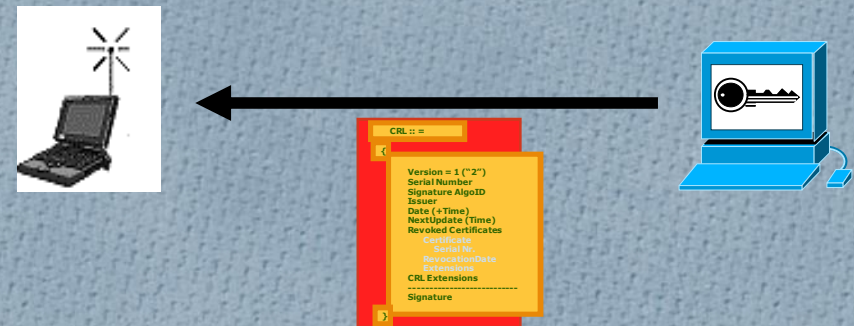 CRL :: =
{
Version = 1 (“2”)
Serial Number
Signature AlgoID
Issuer
Date (+Time)
NextUpdate (Time)
Revoked Certificates
Certificate
Serial Nr.
RevocationDate
Extensions
CRL Extensions
--------------------------
Signature
}